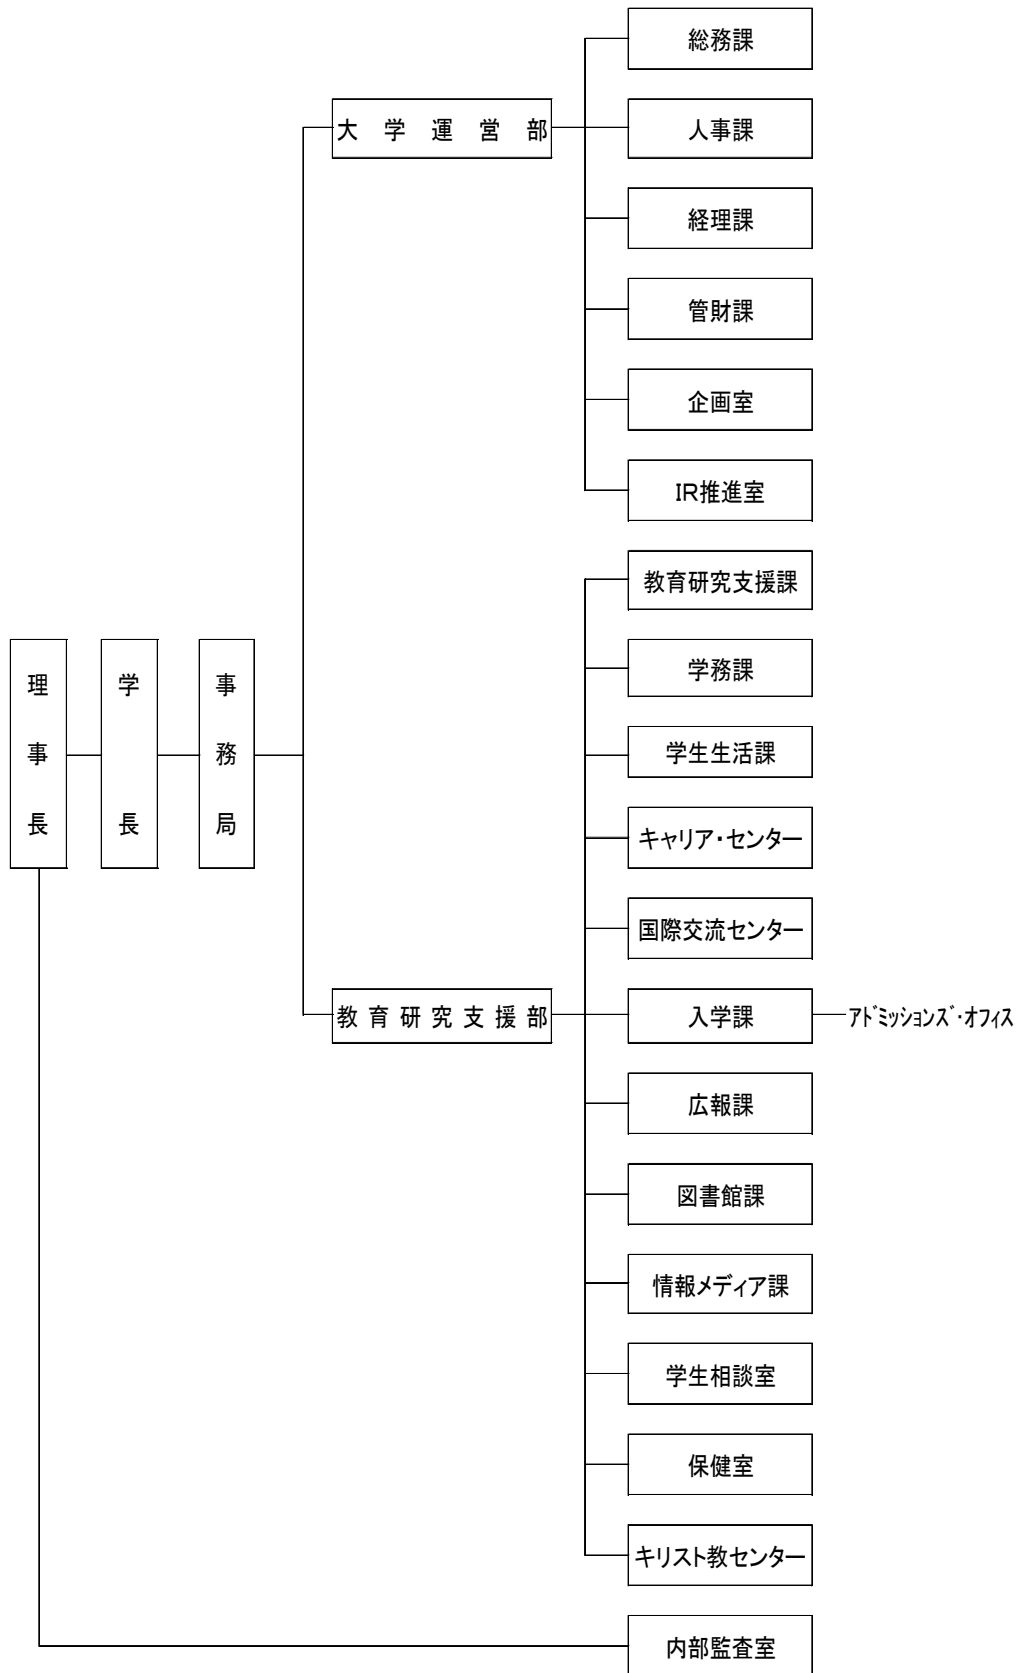 総務課
大学運営部
人事課
経理課
管財課
企画室
IR推進室
教育研究支援課
学務課
理事長
学長
事務局
学生生活課
キャリア・センター
国際交流センター
教育研究支援部
入学課
アドミッションズ・オフィス
広報課
図書館課
情報メディア課
学生相談室
保健室
キリスト教センター
内部監査室